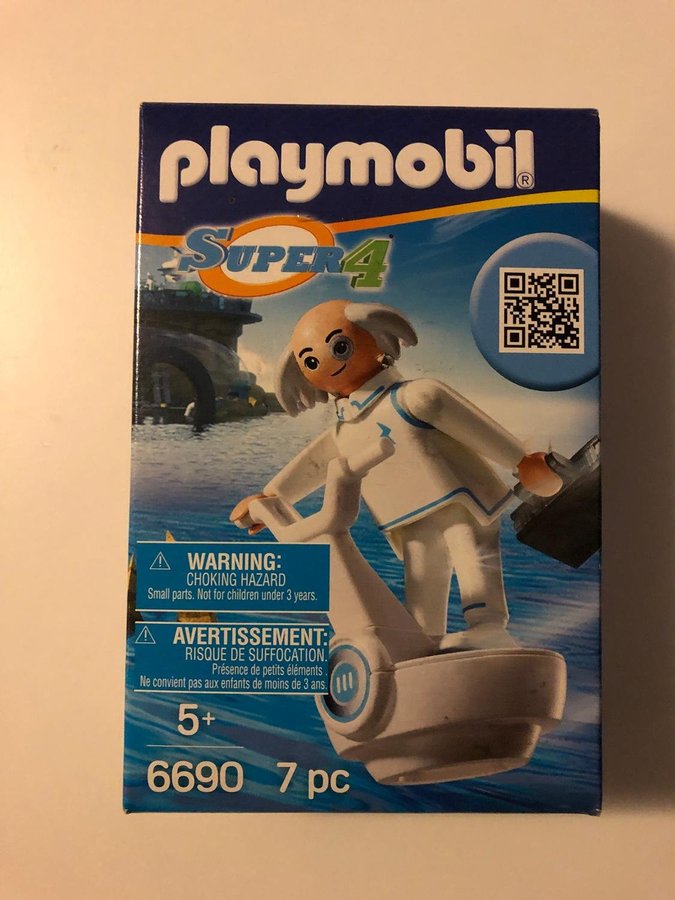 playmobil®
SUPER4
WARNING:
CHOKING HAZARD
Small parts. Not for children under 3 years.
AVERTISSEMENT:
RISQUE DE SUFFOCATION.
Présence de petits éléments.
Ne convient pas aux enfants de moins de 3 ans.
5+
6690 7 pc